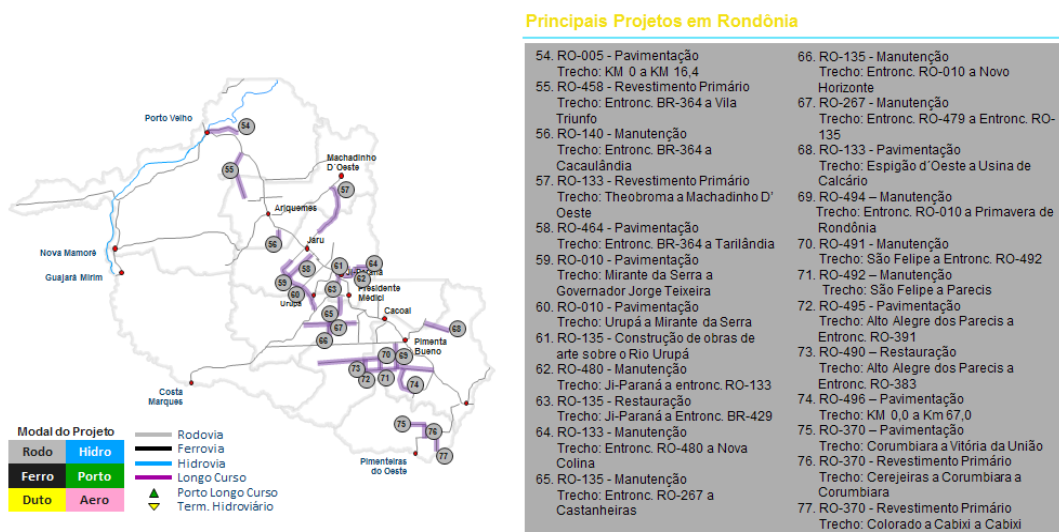 Principais Projetos em Rondônia
54. RO-005 - Pavimentação
Trecho: KM 0 a KM 16,4
55. RO-458 - Revestimento Primário
Trecho: Entronc. BR-364 a Vila
Triunfo
56. RO-140 - Manutenção
Trecho: Entronc. BR-364 a
Cacaulândia
57. RO-133 - Revestimento Primário
Trecho: Theobroma a Machadinho D'
Oeste
58. RO-464 - Pavimentação
Trecho: Entronc. BR-364 a Tarilândia
59. RO-010 - Pavimentação
Trecho: Mirante da Serra a
Governador Jorge Teixeira
60. RO-010 - Pavimentação
Trecho: Urupá a Mirante da Serra
61. RO-135 - Construção de obras de
arte sobre o Rio Urupá
62. RO-480 - Manutenção
Trecho: Ji-Paraná a entronc. RO-133
63. RO-135 - Restauração
Trecho: Ji-Paraná a Entronc. BR-429
64. RO-133 - Manutenção
Trecho: Entronc. RO-480 a Nova
Colina
65. RO-135 - Manutenção
Trecho: Entronc. RO-267 a
Castanheiras
66. RO-135 - Manutenção
Trecho: Entronc. RO-010 a Novo
Horizonte
67. RO-267 - Manutenção
Trecho: Entronc. RO-479 a Entronc. RO-
135
68. RO-133 - Pavimentação
Trecho: Espigão d´Oeste a Usina de
Calcário
69. RO-494 – Manutenção
Trecho: Entronc. RO-010 a Primavera de
Rondônia
70. RO-491 - Manutenção
Trecho: São Felipe a Entronc. RO-492
71. RO-492 – Manutenção
Trecho: São Felipe a Parecis
72. RO-495 - Pavimentação
Trecho: Alto Alegre dos Parecis a
Entronc. RO-391
73. RO-490 – Restauração
Trecho: Alto Alegre dos Parecis a
Entronc. RO-383
74. RO-496 – Pavimentação
Trecho: KM 0,0 a Km 67,0
75. RO-370 – Pavimentação
Trecho: Corumbiara a Vitória da União
76. RO-370 - Revestimento Primário
Trecho: Cerejeiras a Corumbiara a
Corumbiara
77. RO-370 - Revestimento Primário
Trecho: Colorado a Cabixi a Cabixi
Porto Velho
54
Machadinho
D´Oeste
55
57
Ariquemes
56
Jaru
Nova Mamoré
Guajará Mirim
58
61
64
62
59
60
63
Urupá
Presidente
Médici
65
67
Cacoal
68
66
Pimenta
Bueno
70
69
73
72
71
74
Costa
Marques
75
76
77
Pimenteiras
do Oeste
Modal do Projeto
Rodo
Hidro
Ferro
Porto
Duto
Aero
Rodovia
Ferrovia
Hidrovia
Longo Curso
Porto Longo Curso
Term. Hidroviário